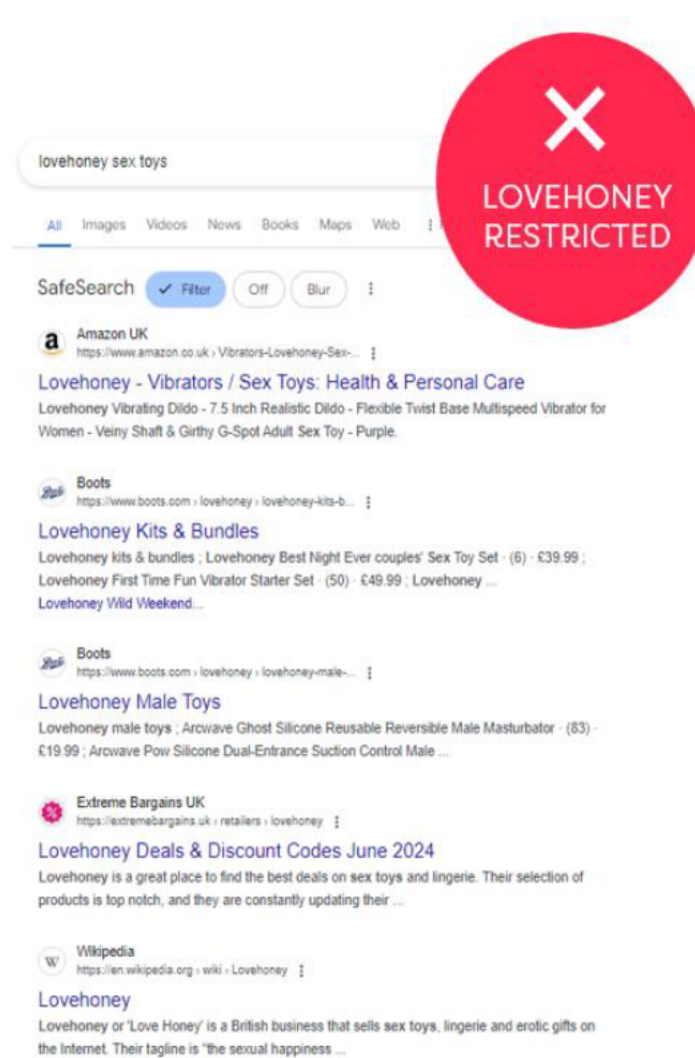 LOVEHONEY
RESTRICTED
lovehoney sex toys
All Images Videos News Books Maps Web
SafeSearch Filter Off Blur
Amazon UK
https://www.amazon.co.uk › Vibrators-Lovehoney-Sex-...
Lovehoney - Vibrators / Sex Toys: Health & Personal Care
Lovehoney Vibrating Dildo - 7.5 Inch Realistic Dildo - Flexible Twist Base Multispeed Vibrator for
Women - Veiny Shaft & Girthy G-Spot Adult Sex Toy - Purple.
Boots
https://www.boots.com › lovehoney › lovehoney-kits-b...
Lovehoney Kits & Bundles
Lovehoney kits & bundles ; Lovehoney Best Night Ever couples' Sex Toy Set · (6) · £39.99 ;
Lovehoney First Time Fun Vibrator Starter Set · (50) · £49.99 ; Lovehoney ...
Lovehoney Wild Weekend...
Boots
https://www.boots.com › lovehoney › lovehoney-male-...
Lovehoney Male Toys
Lovehoney male toys ; Arcwave Ghost Silicone Reusable Reversible Male Masturbator · (83) ·
£19.99 ; Arcwave Pow Silicone Dual-Entrance Suction Control Male ...
Extreme Bargains UK
https://extremebargains.uk › retailers › lovehoney
Lovehoney Deals & Discount Codes June 2024
Lovehoney is a great place to find the best deals on sex toys and lingerie. Their selection of
products is top notch, and they are constantly updating their ...
Wikipedia
https://en.wikipedia.org › wiki › Lovehoney
Lovehoney
Lovehoney or 'Love Honey' is a British business that sells sex toys, lingerie and erotic gifts on
the Internet. Their tagline is "the sexual happiness ...